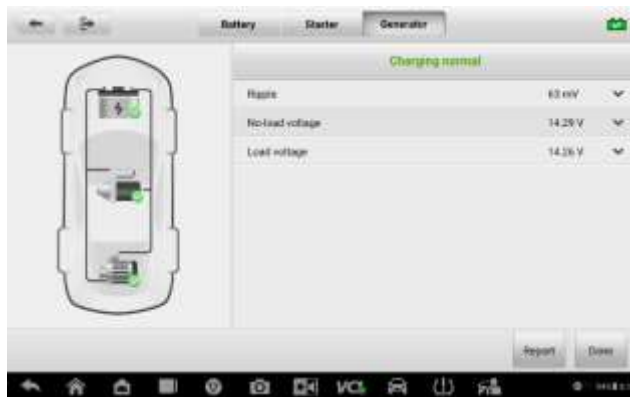 Battery Starter Generator
Charging normal
Ripple 63 mV
No-load voltage 14.29 V
Load voltage 14.26 V
Report Done
VCI